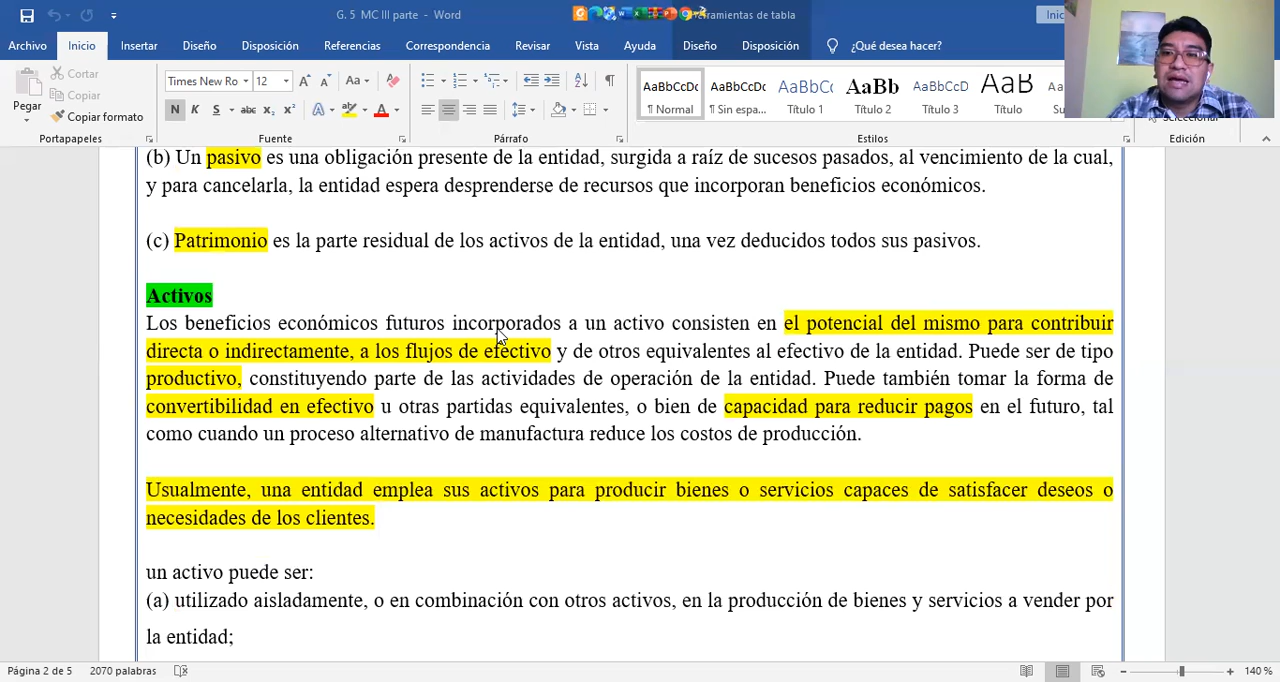 G. 5 MC III parte - Word
Archivo Inicio Insertar Diseño Disposición Referencias Correspondencia Revisar Vista Ayuda Diseño Disposición ¿Qué desea hacer?
Pegar
Cortar
Copiar
Copiar formato
Portapapeles
Times New Ro 12
N K S abc x₂ x²
Fuente
Párrafo
AaBbCcDc AaBbCcDc AaBbCc AaBb AaBbCcD AaB
¶ Normal ¶ Sin espa... Título 1 Título 2 Título 3 Título
Estilos
Edición
(b) Un pasivo es una obligación presente de la entidad, surgida a raíz de sucesos pasados, al vencimiento de la cual,
y para cancelarla, la entidad espera desprenderse de recursos que incorporan beneficios económicos.
(c) Patrimonio es la parte residual de los activos de la entidad, una vez deducidos todos sus pasivos.
Activos
Los beneficios económicos futuros incorporados a un activo consisten en el potencial del mismo para contribuir
directa o indirectamente, a los flujos de efectivo y de otros equivalentes al efectivo de la entidad. Puede ser de tipo
productivo, constituyendo parte de las actividades de operación de la entidad. Puede también tomar la forma de
convertibilidad en efectivo u otras partidas equivalentes, o bien de capacidad para reducir pagos en el futuro, tal
como cuando un proceso alternativo de manufactura reduce los costos de producción.
Usualmente, una entidad emplea sus activos para producir bienes o servicios capaces de satisfacer deseos o
necesidades de los clientes.
un activo puede ser:
(a) utilizado aisladamente, o en combinación con otros activos, en la producción de bienes y servicios a vender por
la entidad;
Página 2 de 5 2070 palabras 140 %